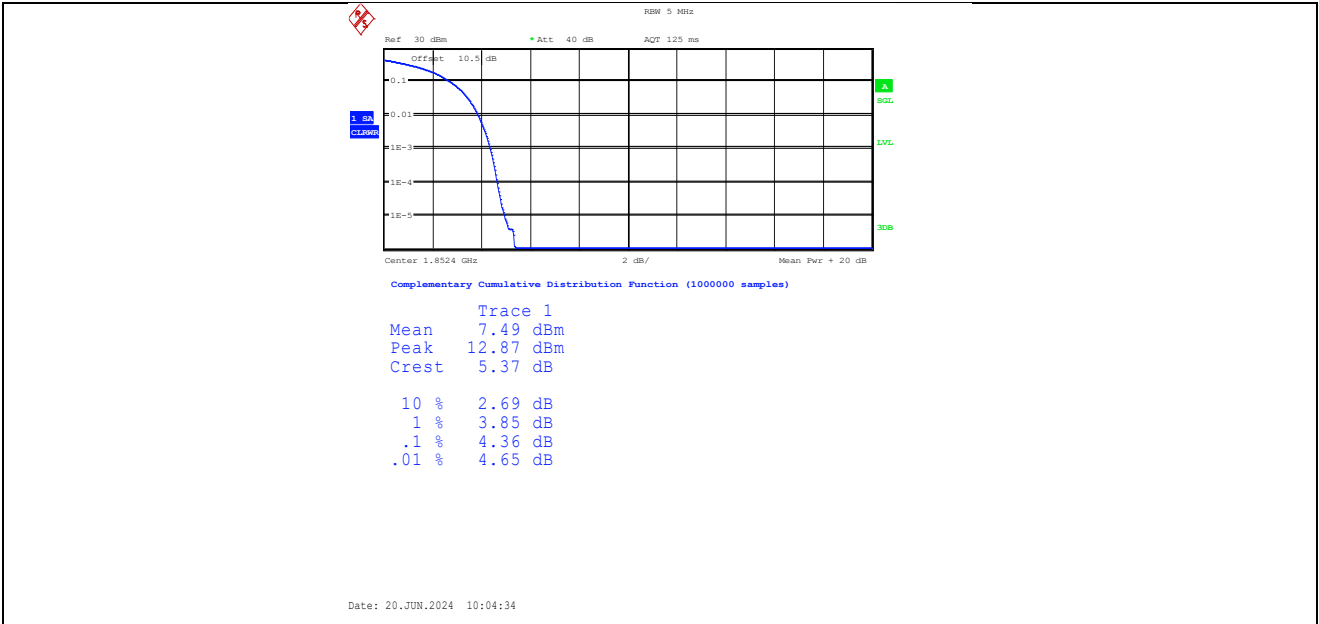 R S
RBW 5 MHz
Ref 30 dBm * Att 40 dB AQT 125 ms
Offset 10.5 dB
0.1
A
SGL
0.01
1 SA
CLRWR
1E-3
LVL
1E-4
1E-5
3DB
Center 1.8524 GHz 2 dB/ Mean Pwr + 20 dB
Complementary Cumulative Distribution Function (1000000 samples)
Trace 1
Mean 7.49 dBm
Peak 12.87 dBm
Crest 5.37 dB
10 % 2.69 dB
1 % 3.85 dB
.1 % 4.36 dB
.01 % 4.65 dB
Date: 20.JUN.2024 10:04:34